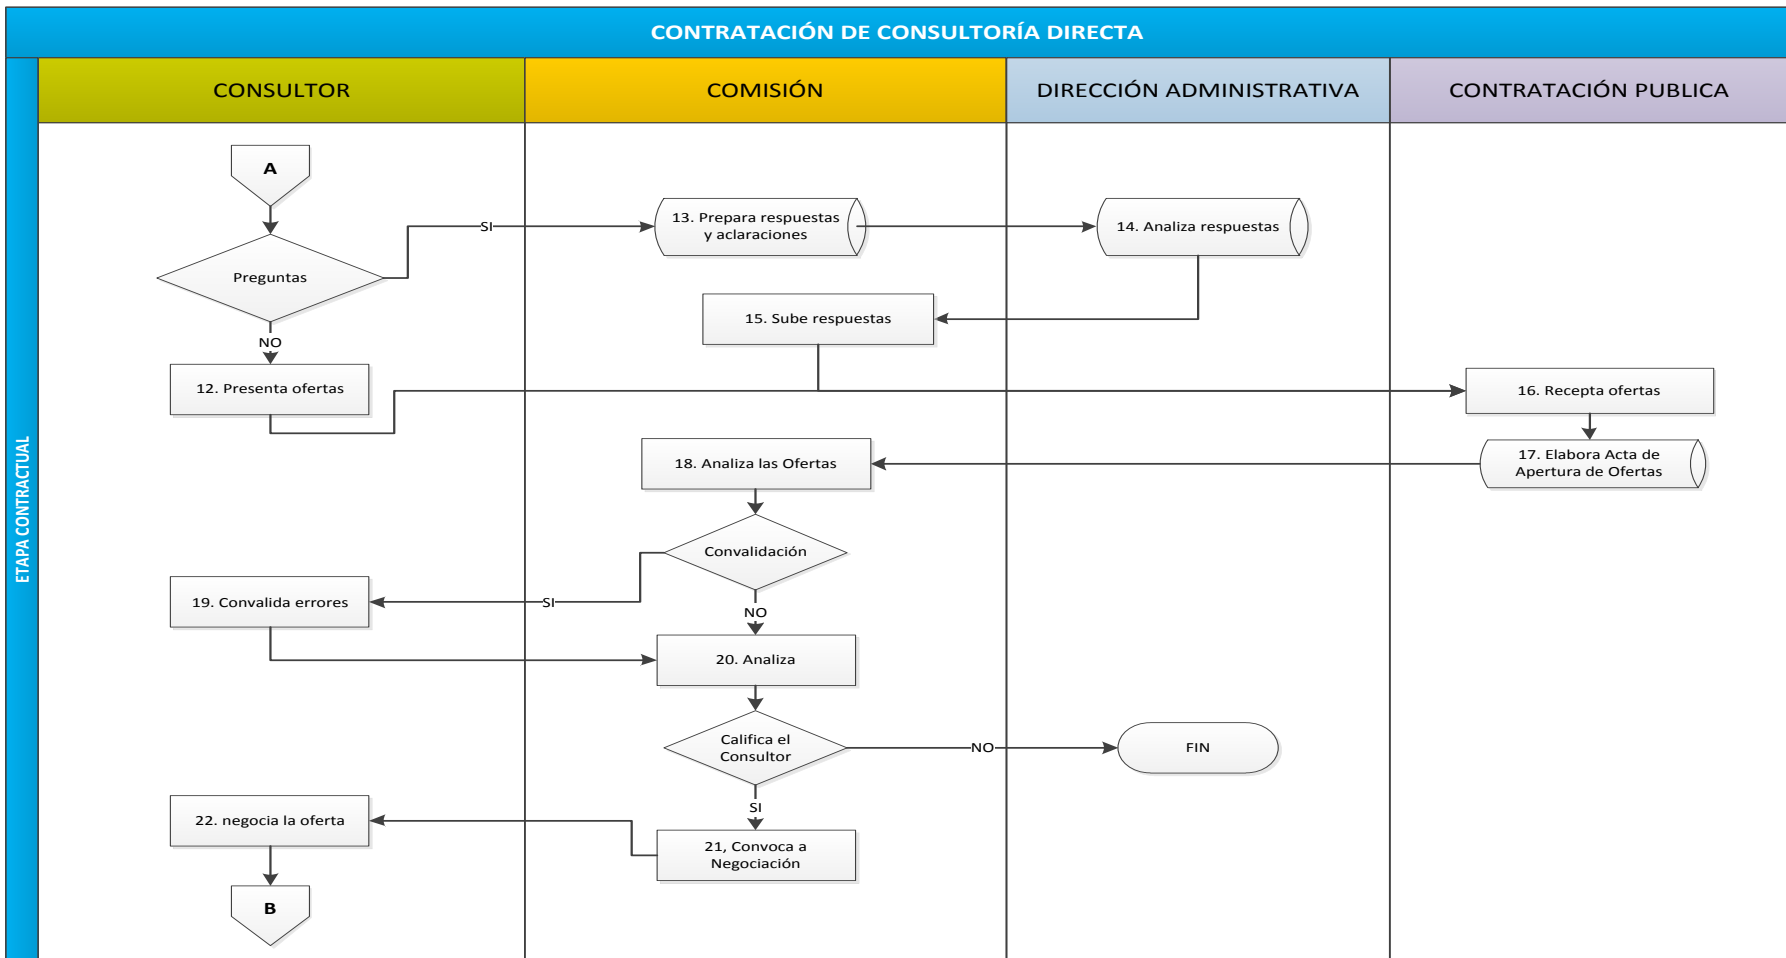 CONTRATACIÓN DE CONSULTORÍA DIRECTA
CONSULTOR
COMISIÓN
DIRECCIÓN ADMINISTRATIVA
CONTRATACIÓN PUBLICA
ETAPA CONTRACTUAL
A
Preguntas
SI
13. Prepara respuestas
y aclaraciones
14. Analiza respuestas
15. Sube respuestas
NO
12. Presenta ofertas
16. Recepta ofertas
17. Elabora Acta de
Apertura de Ofertas
18. Analiza las Ofertas
Convalidación
SI
19. Convalida errores
NO
20. Analiza
Califica el
Consultor
NO
FIN
SI
21, Convoca a
Negociación
22. negocia la oferta
B